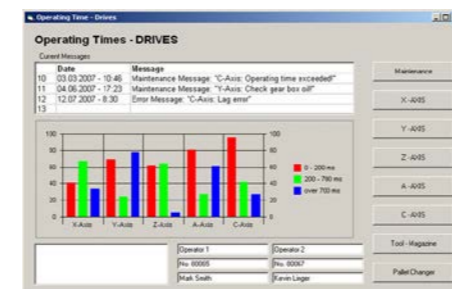 Operating Time - Drives
Operating Times - DRIVES
Current Messages
Date Message
10 03.03.2007 - 10:46 Maintenance Message: "C-Axis: Operating time exceeded!"
11 04.06.2007 - 17:23 Maintenance Message: "Y-Axis: Check gear box oil!"
12 12.07.2007 - 8:30 Error Message: "C-Axis: Lag error"
13
Maintenance
X-AXIS
Y-AXIS
Z-AXIS
A-AXIS
C-AXIS
Tool-Magazine
Pallet Changer
100 100
80 80
60 60
40 40
20 20
0 0
X-Axis Y-Axis Z-Axis A-Axis C-Axis
0 - 200 ms
200 - 700 ms
over 700 ms
Operator 1 Operator 2
No. 00005 No. 00067
Mark Smith Kevin Linger